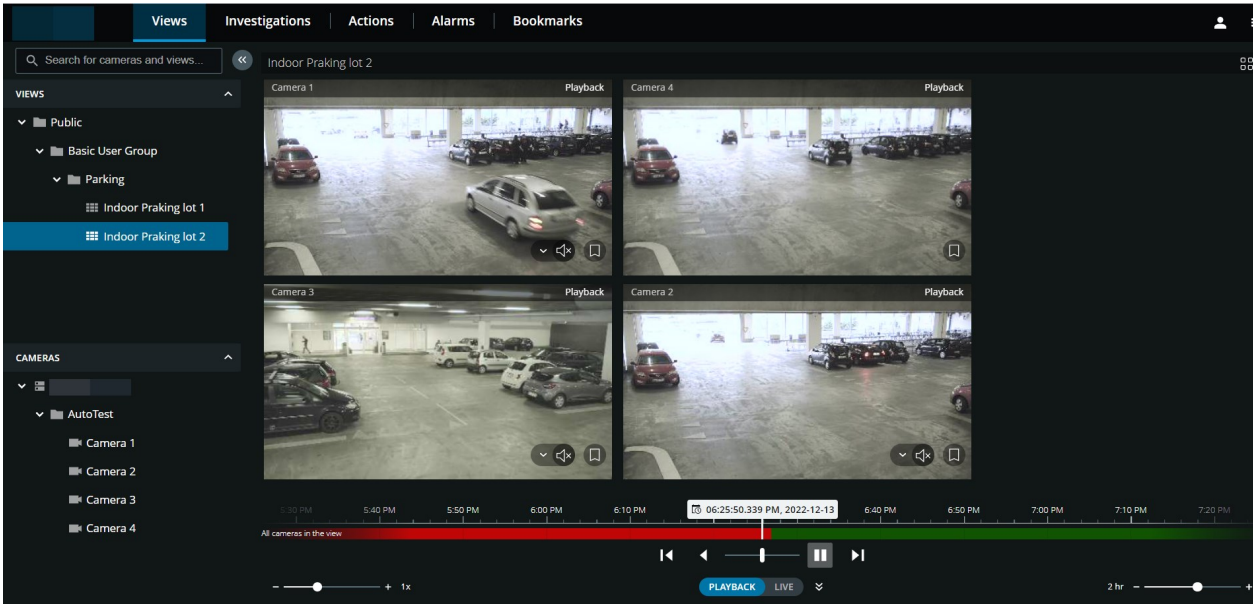 Views Investigations Actions Alarms Bookmarks
Search for cameras and views...
Indoor Praking lot 2
VIEWS
Public
Basic User Group
Parking
Indoor Praking lot 1
Indoor Praking lot 2
CAMERAS
AutoTest
Camera 1
Camera 2
Camera 3
Camera 4
Camera 1 Playback
Camera 4 Playback
Camera 3 Playback
Camera 2 Playback
5:30 PM 5:40 PM 5:50 PM 6:00 PM 6:10 PM 06:25:50.339 PM, 2022-12-13 6:40 PM 6:50 PM 7:00 PM 7:10 PM 7:20 PM
All cameras in the view
- + 1x PLAYBACK LIVE 2 hr - +